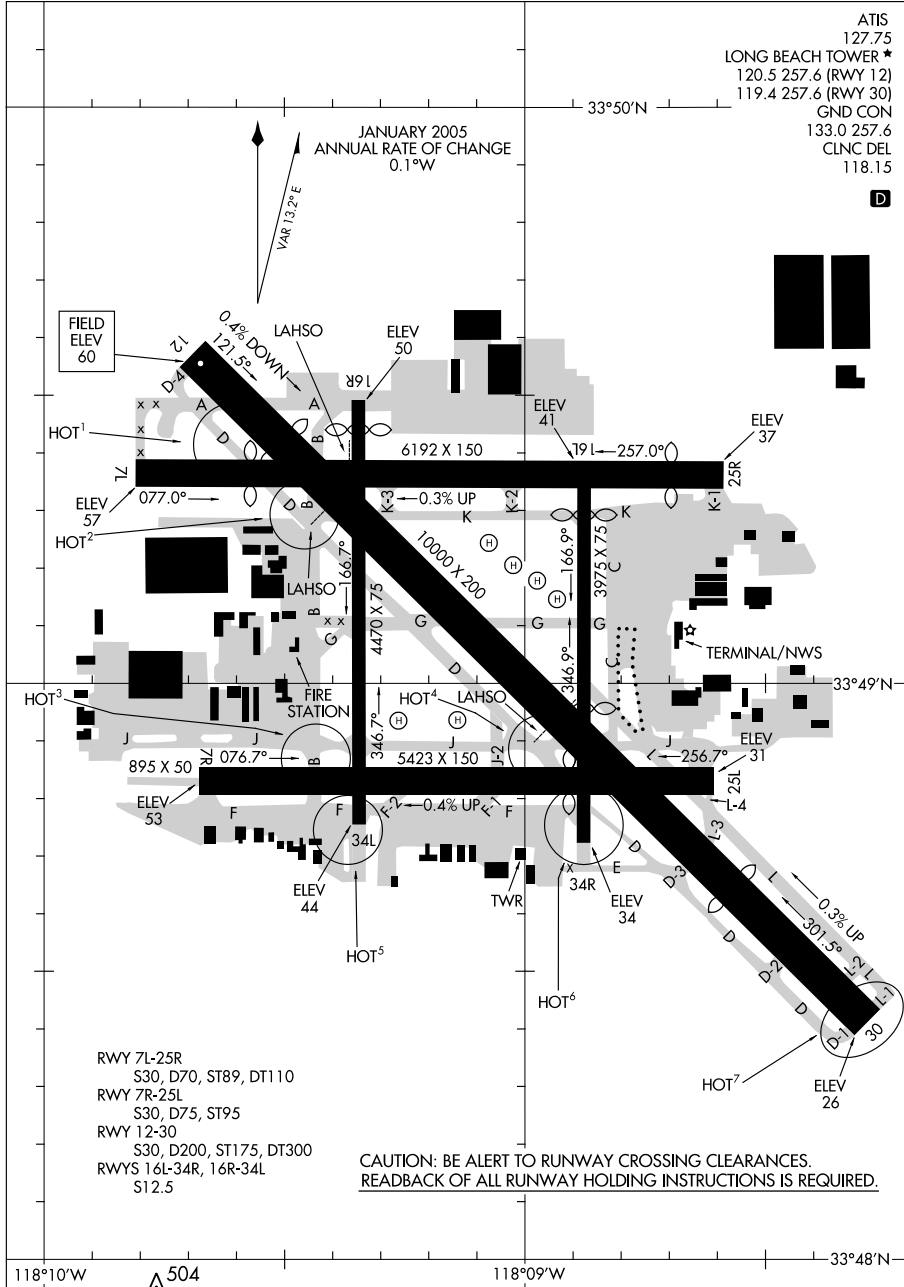 ATIS
127.75
LONG BEACH TOWER ★
120.5 257.6 (RWY 12)
119.4 257.6 (RWY 30)
GND CON
133.0 257.6
CLNC DEL
118.15
D
33°50'N
JANUARY 2005
ANNUAL RATE OF CHANGE
0.1°W
VAR 13.2° E
FIELD
ELEV
60
12
0.4% DOWN
121.5°
LAHSO
ELEV
50
D-4
16R
A
A
HOT1
D
B
ELEV
41
ELEV
37
6192 X 150
16L
257.0°
7L
25R
077.0°
0.3% UP
K-3
K-2
K-1
ELEV
57
D
B
K
K
HOT2
H
10000 X 200
166.7°
166.9°
3975 X 75
C
H
LAHSO
H
H
B
4470 X 75
G
G
G
G
TERMINAL/NWS
D
346.9°
C
33°49'N
HOT3
FIRE
STATION
HOT4
LAHSO
346.7°
H
H
J
J
J
J
L
ELEV
31
7R
076.7°
B
J-2
256.7°
895 X 50
5423 X 150
25L
ELEV
53
F
F
F-2
0.4% UP
F-1
F
L-4
L-3
34L
D
ELEV
44
TWR
34R
E
D-3
L
ELEV
34
0.3% UP
301.5°
HOT5
D
HOT6
D-2
L-2
L
L-1
D
D-1
30
HOT7
ELEV
26
RWY 7L-25R
S30, D70, ST89, DT110
RWY 7R-25L
S30, D75, ST95
RWY 12-30
S30, D200, ST175, DT300
RWYS 16L-34R, 16R-34L
S12.5
CAUTION: BE ALERT TO RUNWAY CROSSING CLEARANCES.
READBACK OF ALL RUNWAY HOLDING INSTRUCTIONS IS REQUIRED.
33°48'N
118°10'W
504
118°09'W